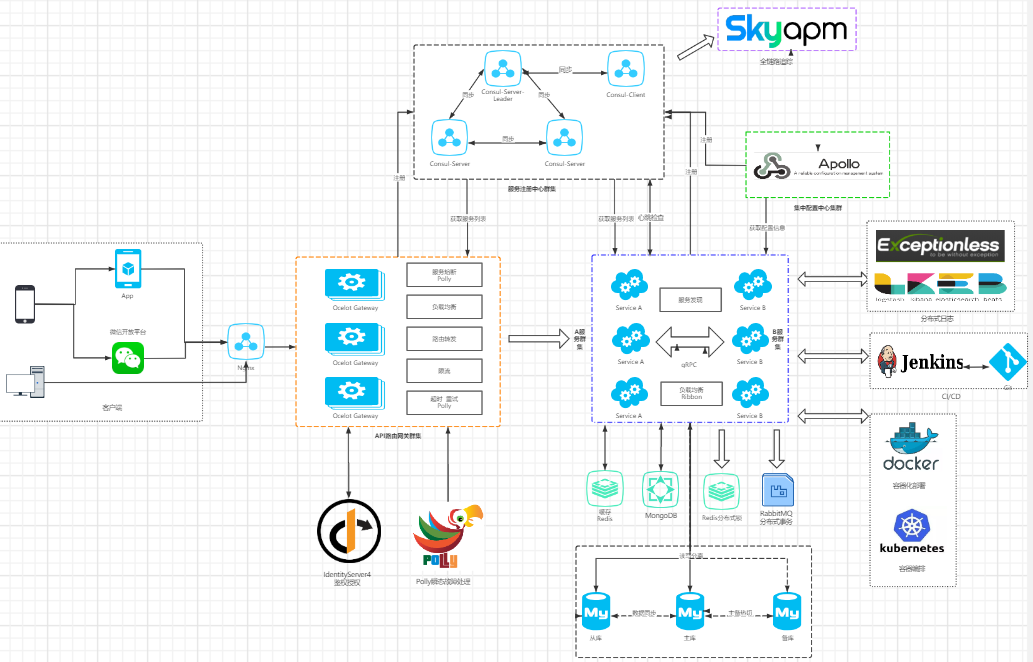 Skyapm
全链路追踪
同步
Consul-Server-
Leader
Consul-Client
同步
同步
同步
Consul-Server
Consul-Server
服务注册中心群集
注册
注册
注册
Apollo
A reliable configuration management system
集中配置中心集群
获取服务列表
获取服务列表
心跳检查
获取配置信息
Exceptionless
to be without exception
logstash
kibana
elasticsearch
beats
分布式日志
App
微信开放平台
Nginx
客户端
Ocelot Gateway
Ocelot Gateway
Ocelot Gateway
服务熔断
Polly
负载均衡
路由转发
限流
超时 重试
Polly
API路由网关群集
A服
务群
集
Service A
Service A
Service A
服务发现
gRPC
负载均衡
Ribbon
Service B
Service B
Service B
B服
务群
集
Jenkins
Git
CI/CD
docker
容器化部署
kubernetes
容器编排
IdentityServer4
鉴权授权
POLLY
Polly瞬态故障处理
缓存
Redis
MongoDB
Redis分布式锁
RabbitMQ
分布式事务
读写分离
My
My
My
数据同步
主备热切
从库
主库
备库